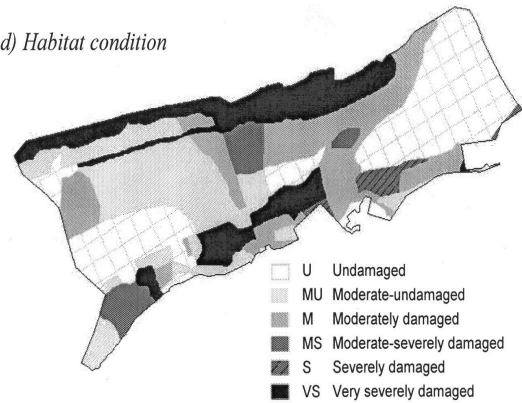 d) Habitat condition
U Undamaged
MU Moderate-undamaged
M Moderately damaged
MS Moderate-severely damaged
S Severely damaged
VS Very severely damaged